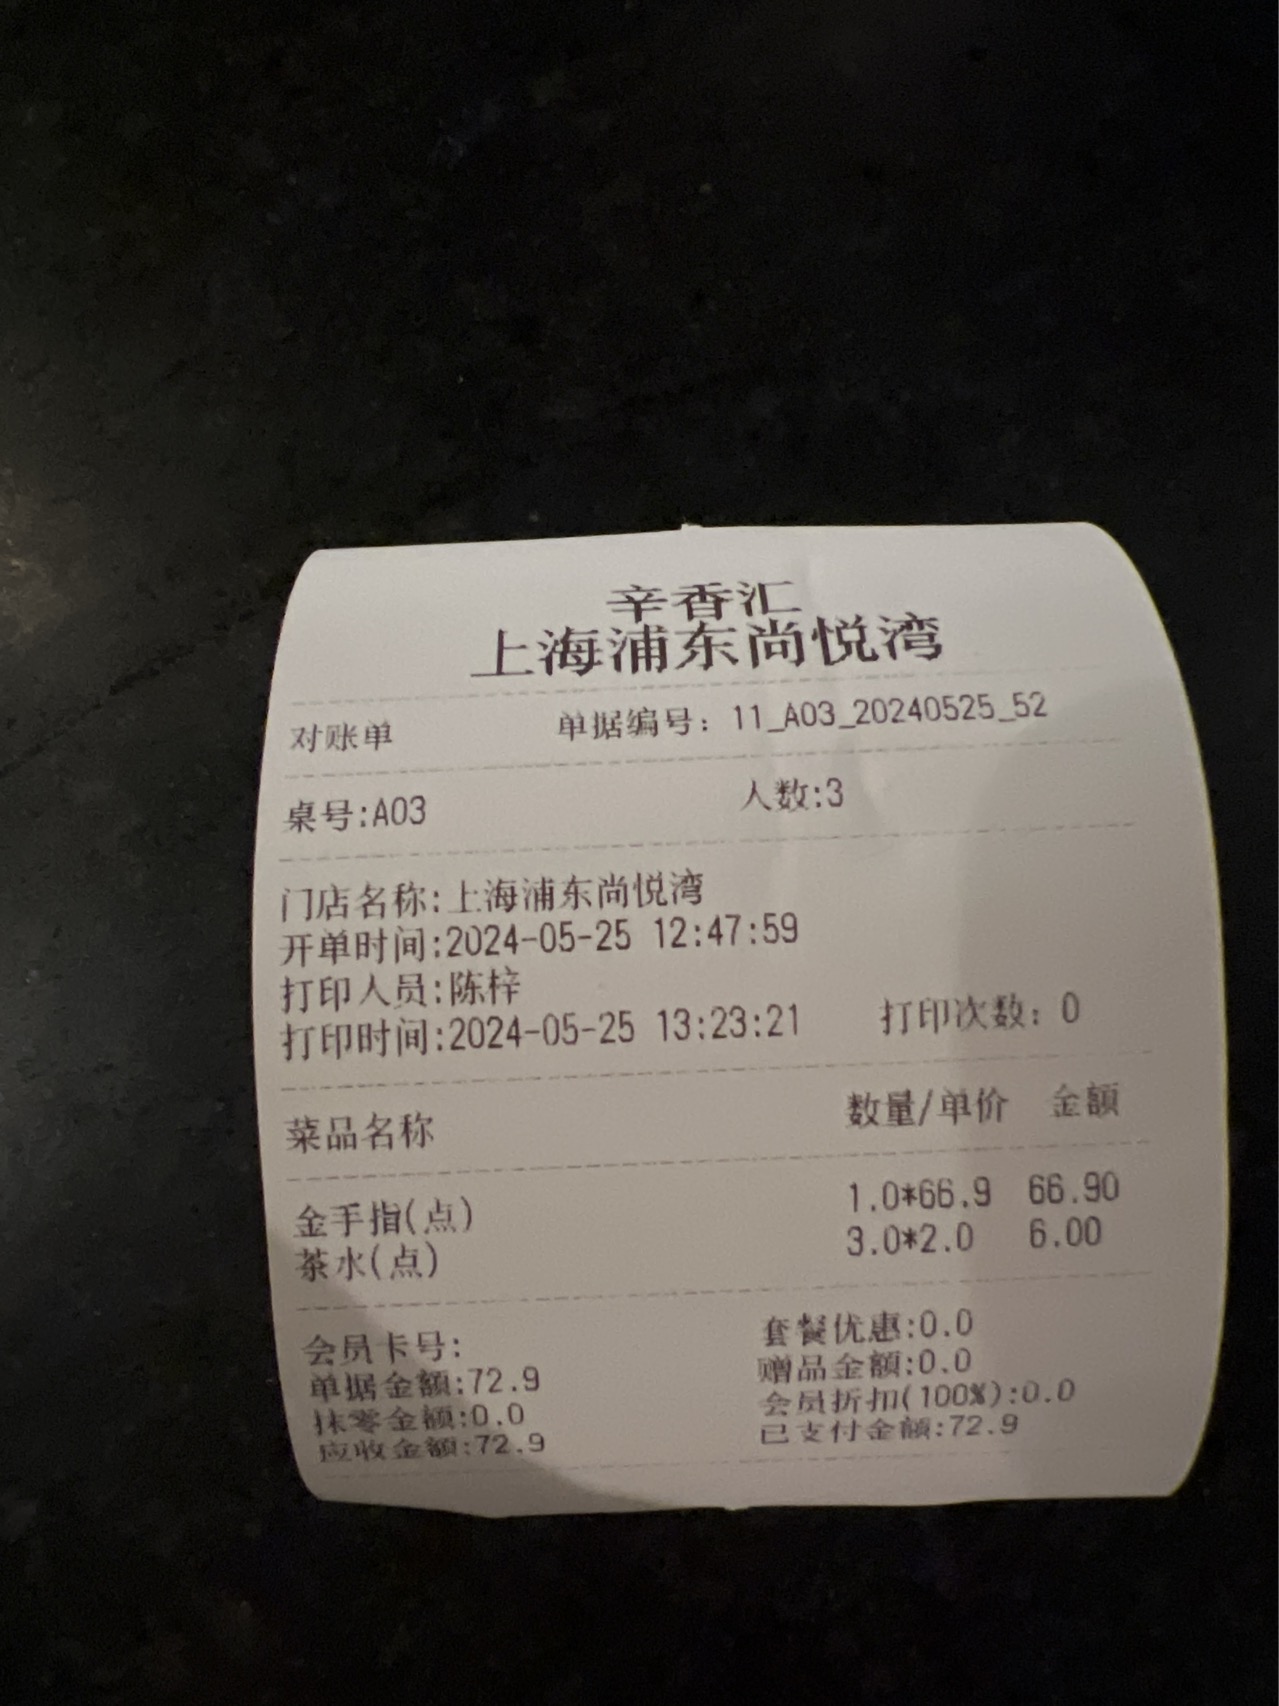 辛香汇
上海浦东尚悦湾
对账单 单据编号：11_A03_20240525_52
桌号:A03 人数:3
门店名称:上海浦东尚悦湾
开单时间:2024-05-25 12:47:59
打印人员:陈梓
打印时间:2024-05-25 13:23:21 打印次数：0
菜品名称 数量/单价 金额
金手指(点) 1.0*66.9 66.90
茶水(点) 3.0*2.0 6.00
会员卡号: 套餐优惠:0.0
单据金额:72.9 赠品金额:0.0
抹零金额:0.0 会员折扣(100%):0.0
应收金额:72.9 已支付金额:72.9